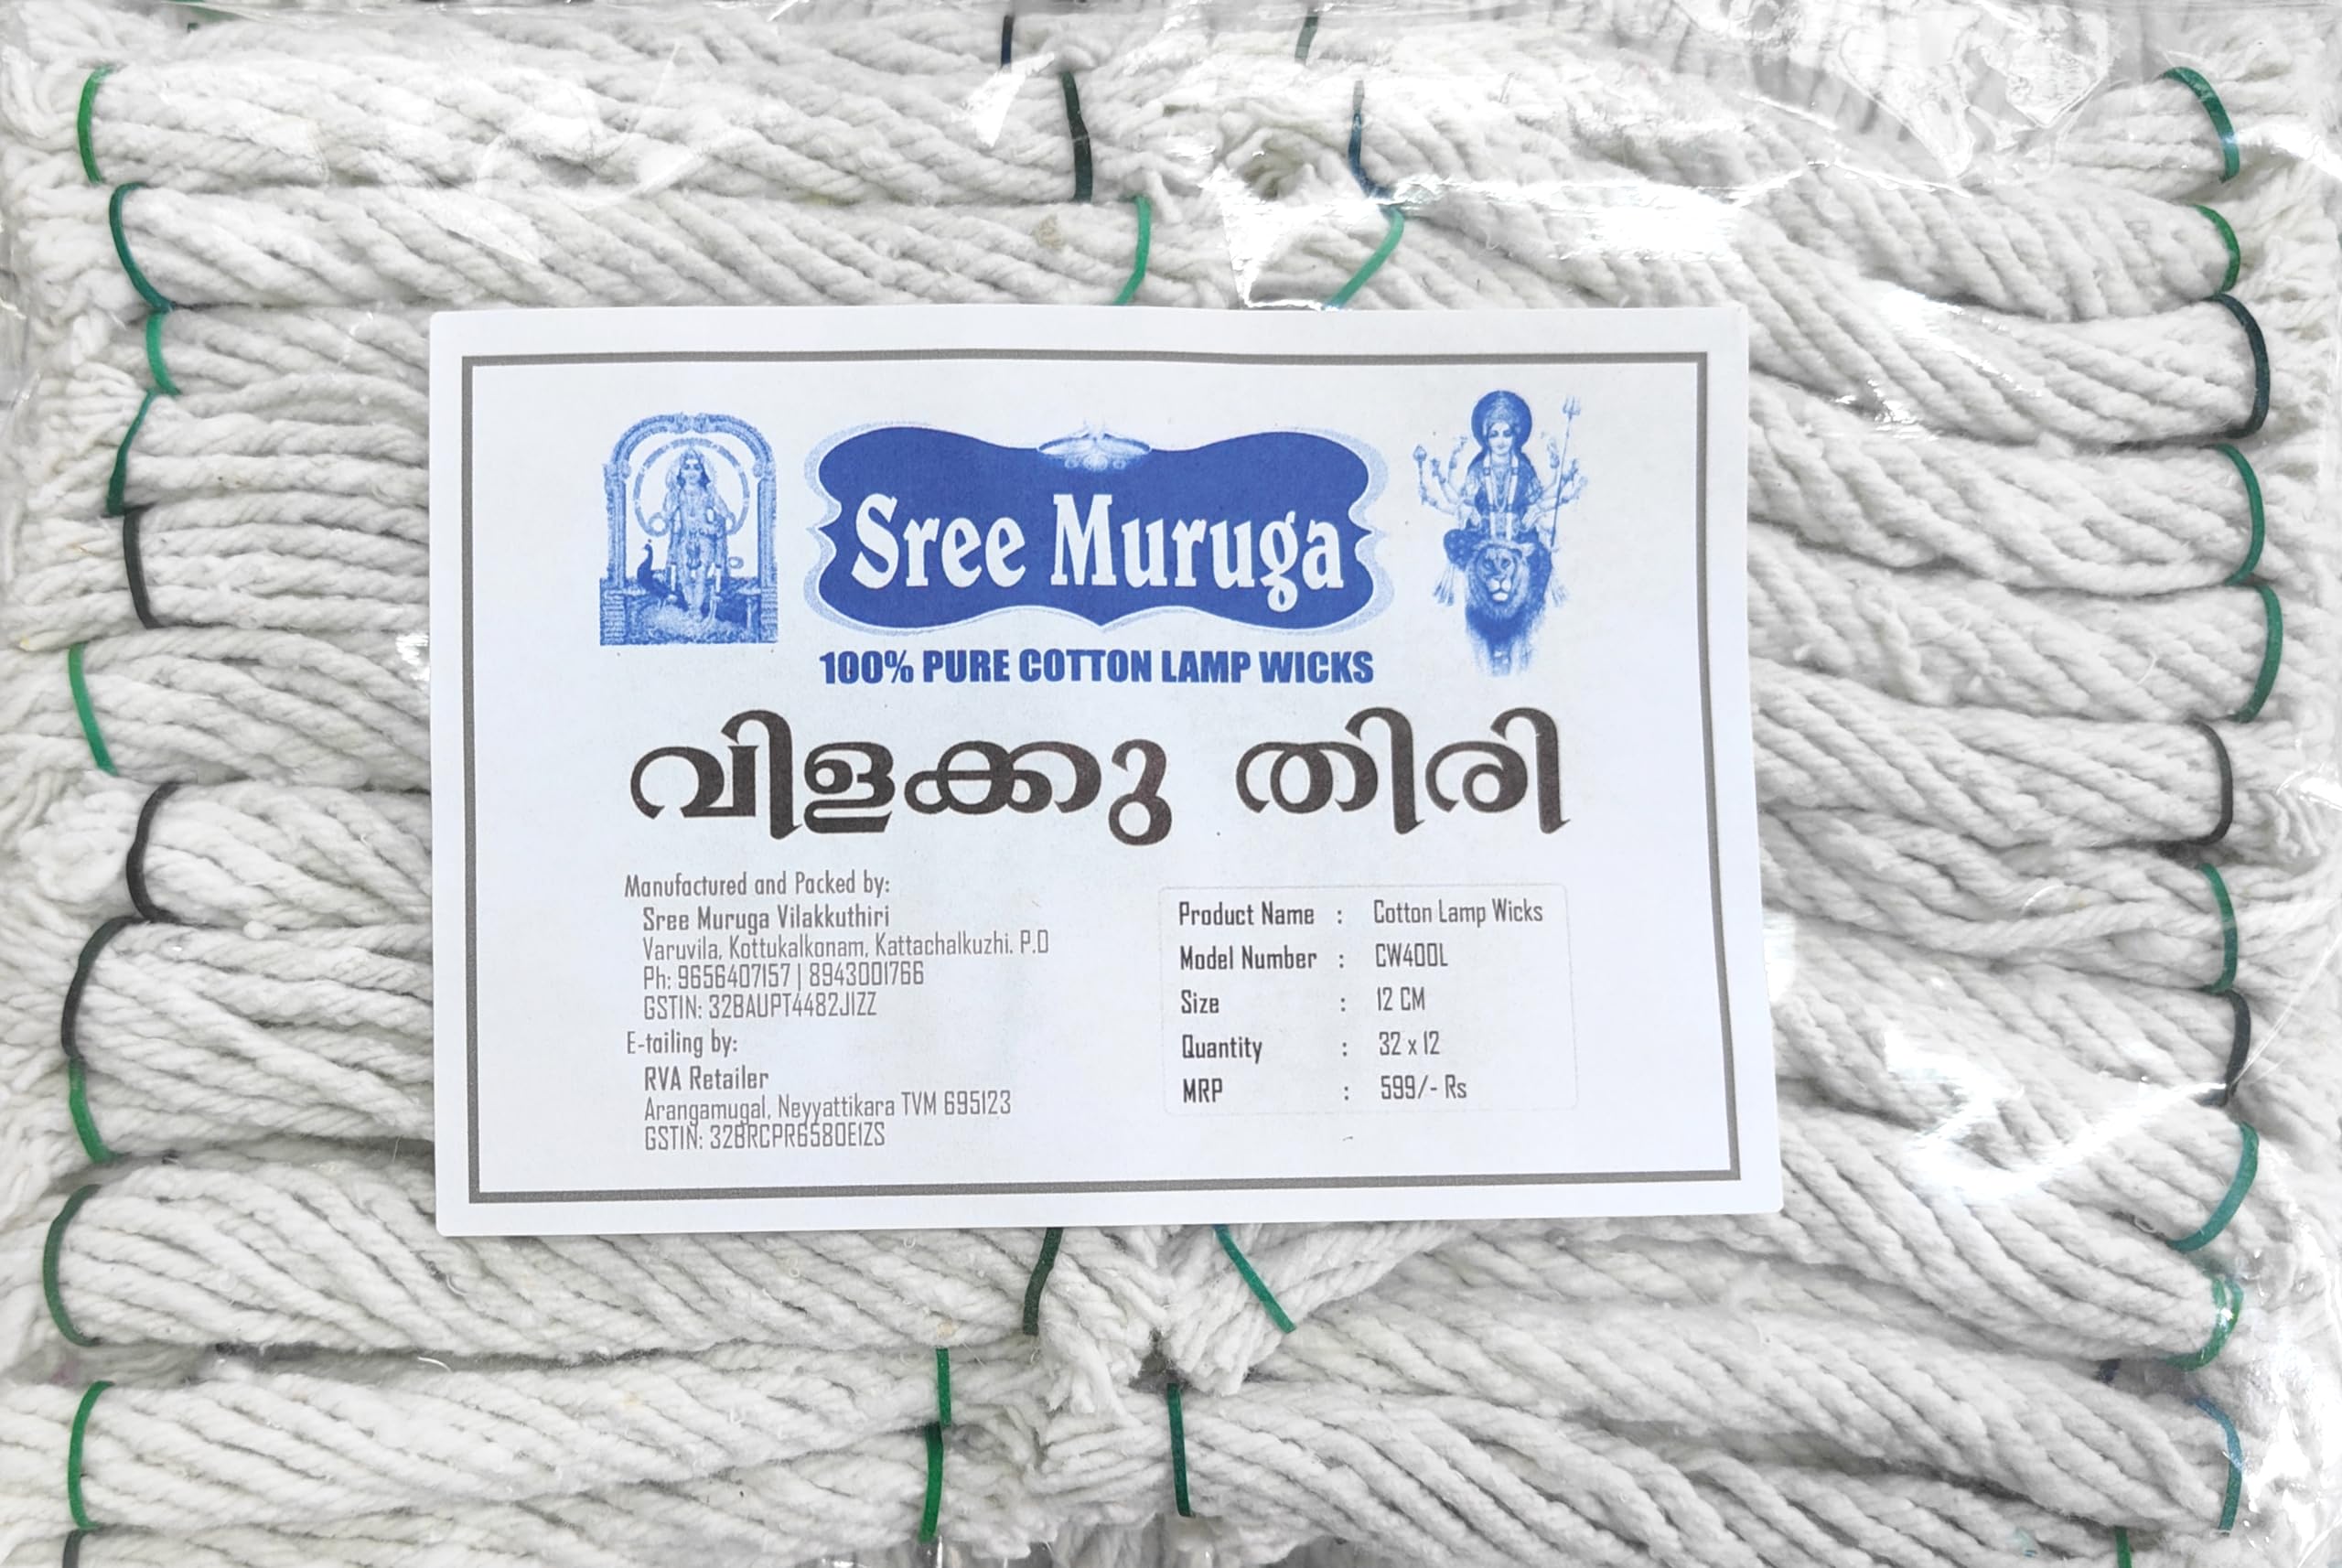 Sree Muruga
100% PURE COTTON LAMP WICKS
വിളക്കു തിരി
Manufactured and Packed by:
Sree Muruga Vilakkuthiri
Varuvila, Kottukalkonam, Kattachalkuzhi. P.O
Ph: 9656407157 | 8943001766
GSTIN: 32BAUPT4482J1ZZ
E-tailing by:
RVA Retailer
Arangamugal, Neyyattikara TVM 695123
GSTIN: 32BRCPR6580E1ZS
Product Name : Cotton Lamp Wicks
Model Number : CW400L
Size : 12 CM
Quantity : 32 x 12
MRP : 599/- Rs